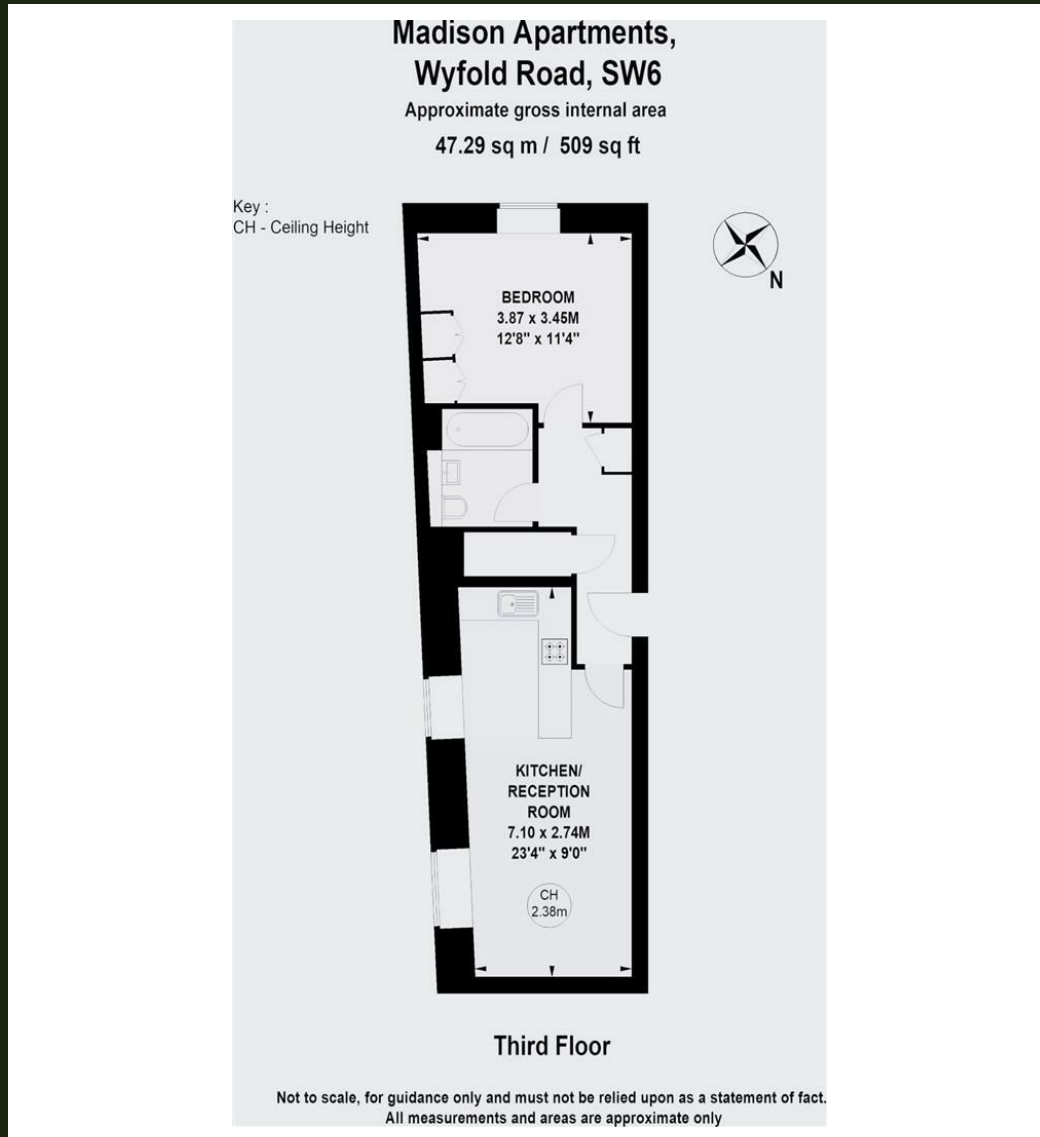 Madison Apartments,
Wyfold Road, SW6
Approximate gross internal area
47.29 sq m / 509 sq ft
Key :
CH - Ceiling Height
N
BEDROOM
3.87 x 3.45M
12'8" x 11'4"
KITCHEN/
RECEPTION
ROOM
7.10 x 2.74M
23'4" x 9'0"
CH
2.38m
Third Floor
Not to scale, for guidance only and must not be relied upon as a statement of fact.
All measurements and areas are approximate only